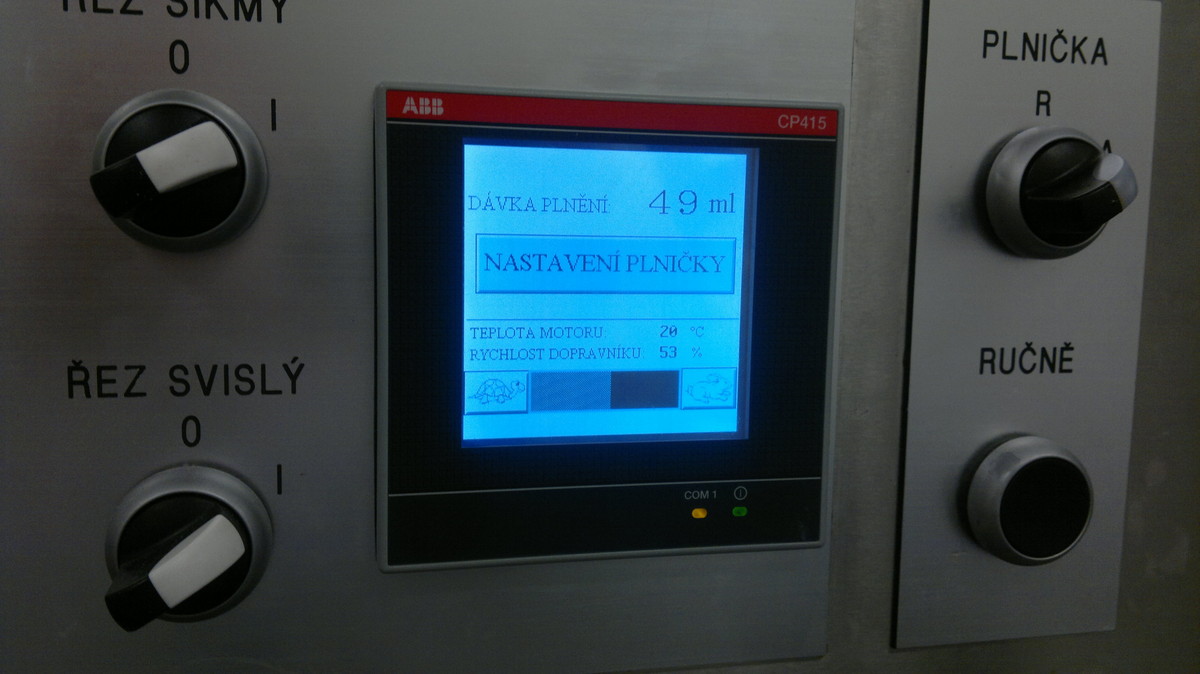 ŘEZ ŠIKMÝ
0
I
ŘEZ SVISLÝ
0
I
ABB
CP415
DÁVKA PLNĚNÍ: 49 ml
NASTAVENÍ PLNIČKY
TEPLOTA MOTORU: 20 °C
RYCHLOST DOPRAVNÍKU: 53 %
COM 1
PLNIČKA
R
A
RUČNĚ